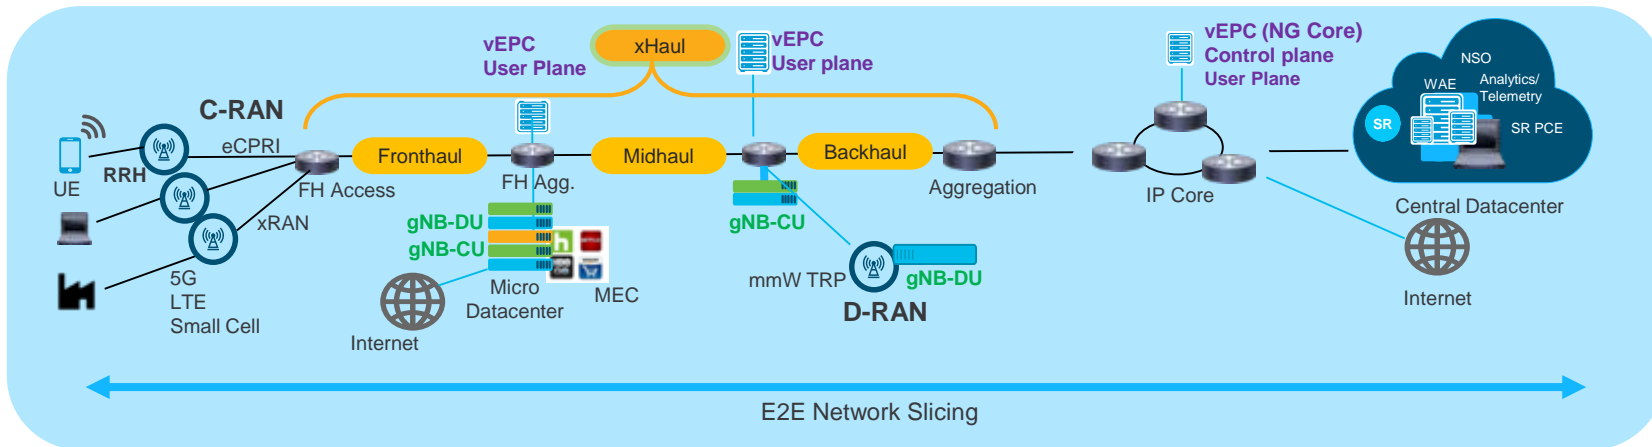 vEPC
User Plane
xHaul
vEPC
User plane
vEPC (NG Core)
Control plane
User Plane
NSO
WAE
Analytics/
Telemetry
SR
SR PCE
C-RAN
eCPRI
RRH
UE
FH Access
Fronthaul
FH Agg.
Midhaul
Backhaul
Aggregation
IP Core
Central Datacenter
xRAN
gNB-DU
gNB-CU
gNB-CU
5G
LTE
Small Cell
Micro
Datacenter
MEC
mmW TRP
gNB-DU
D-RAN
Internet
Internet
E2E Network Slicing